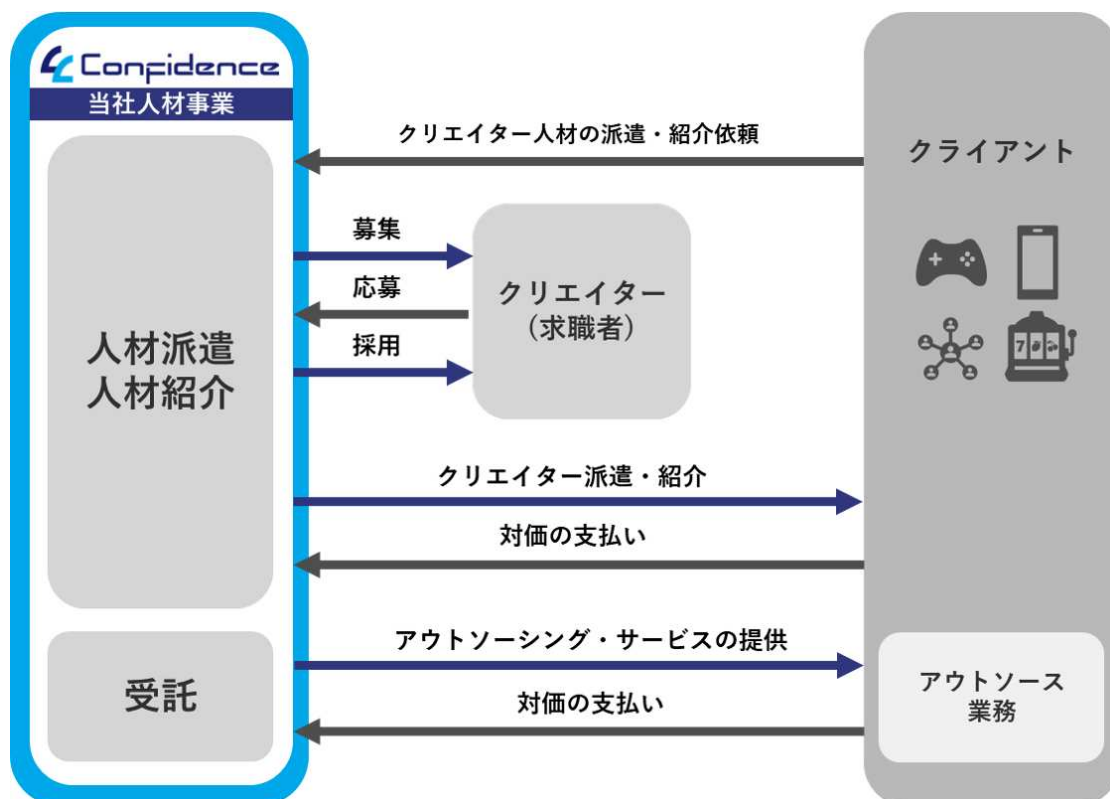 Confidence
当社人材事業
人材派遣
人材紹介
受託
クリエイター人材の派遣・紹介依頼
募集
応募
採用
クリエイター
(求職者)
クリエイター派遣・紹介
対価の支払い
アウトソーシング・サービスの提供
対価の支払い
クライアント
7
アウトソース
業務